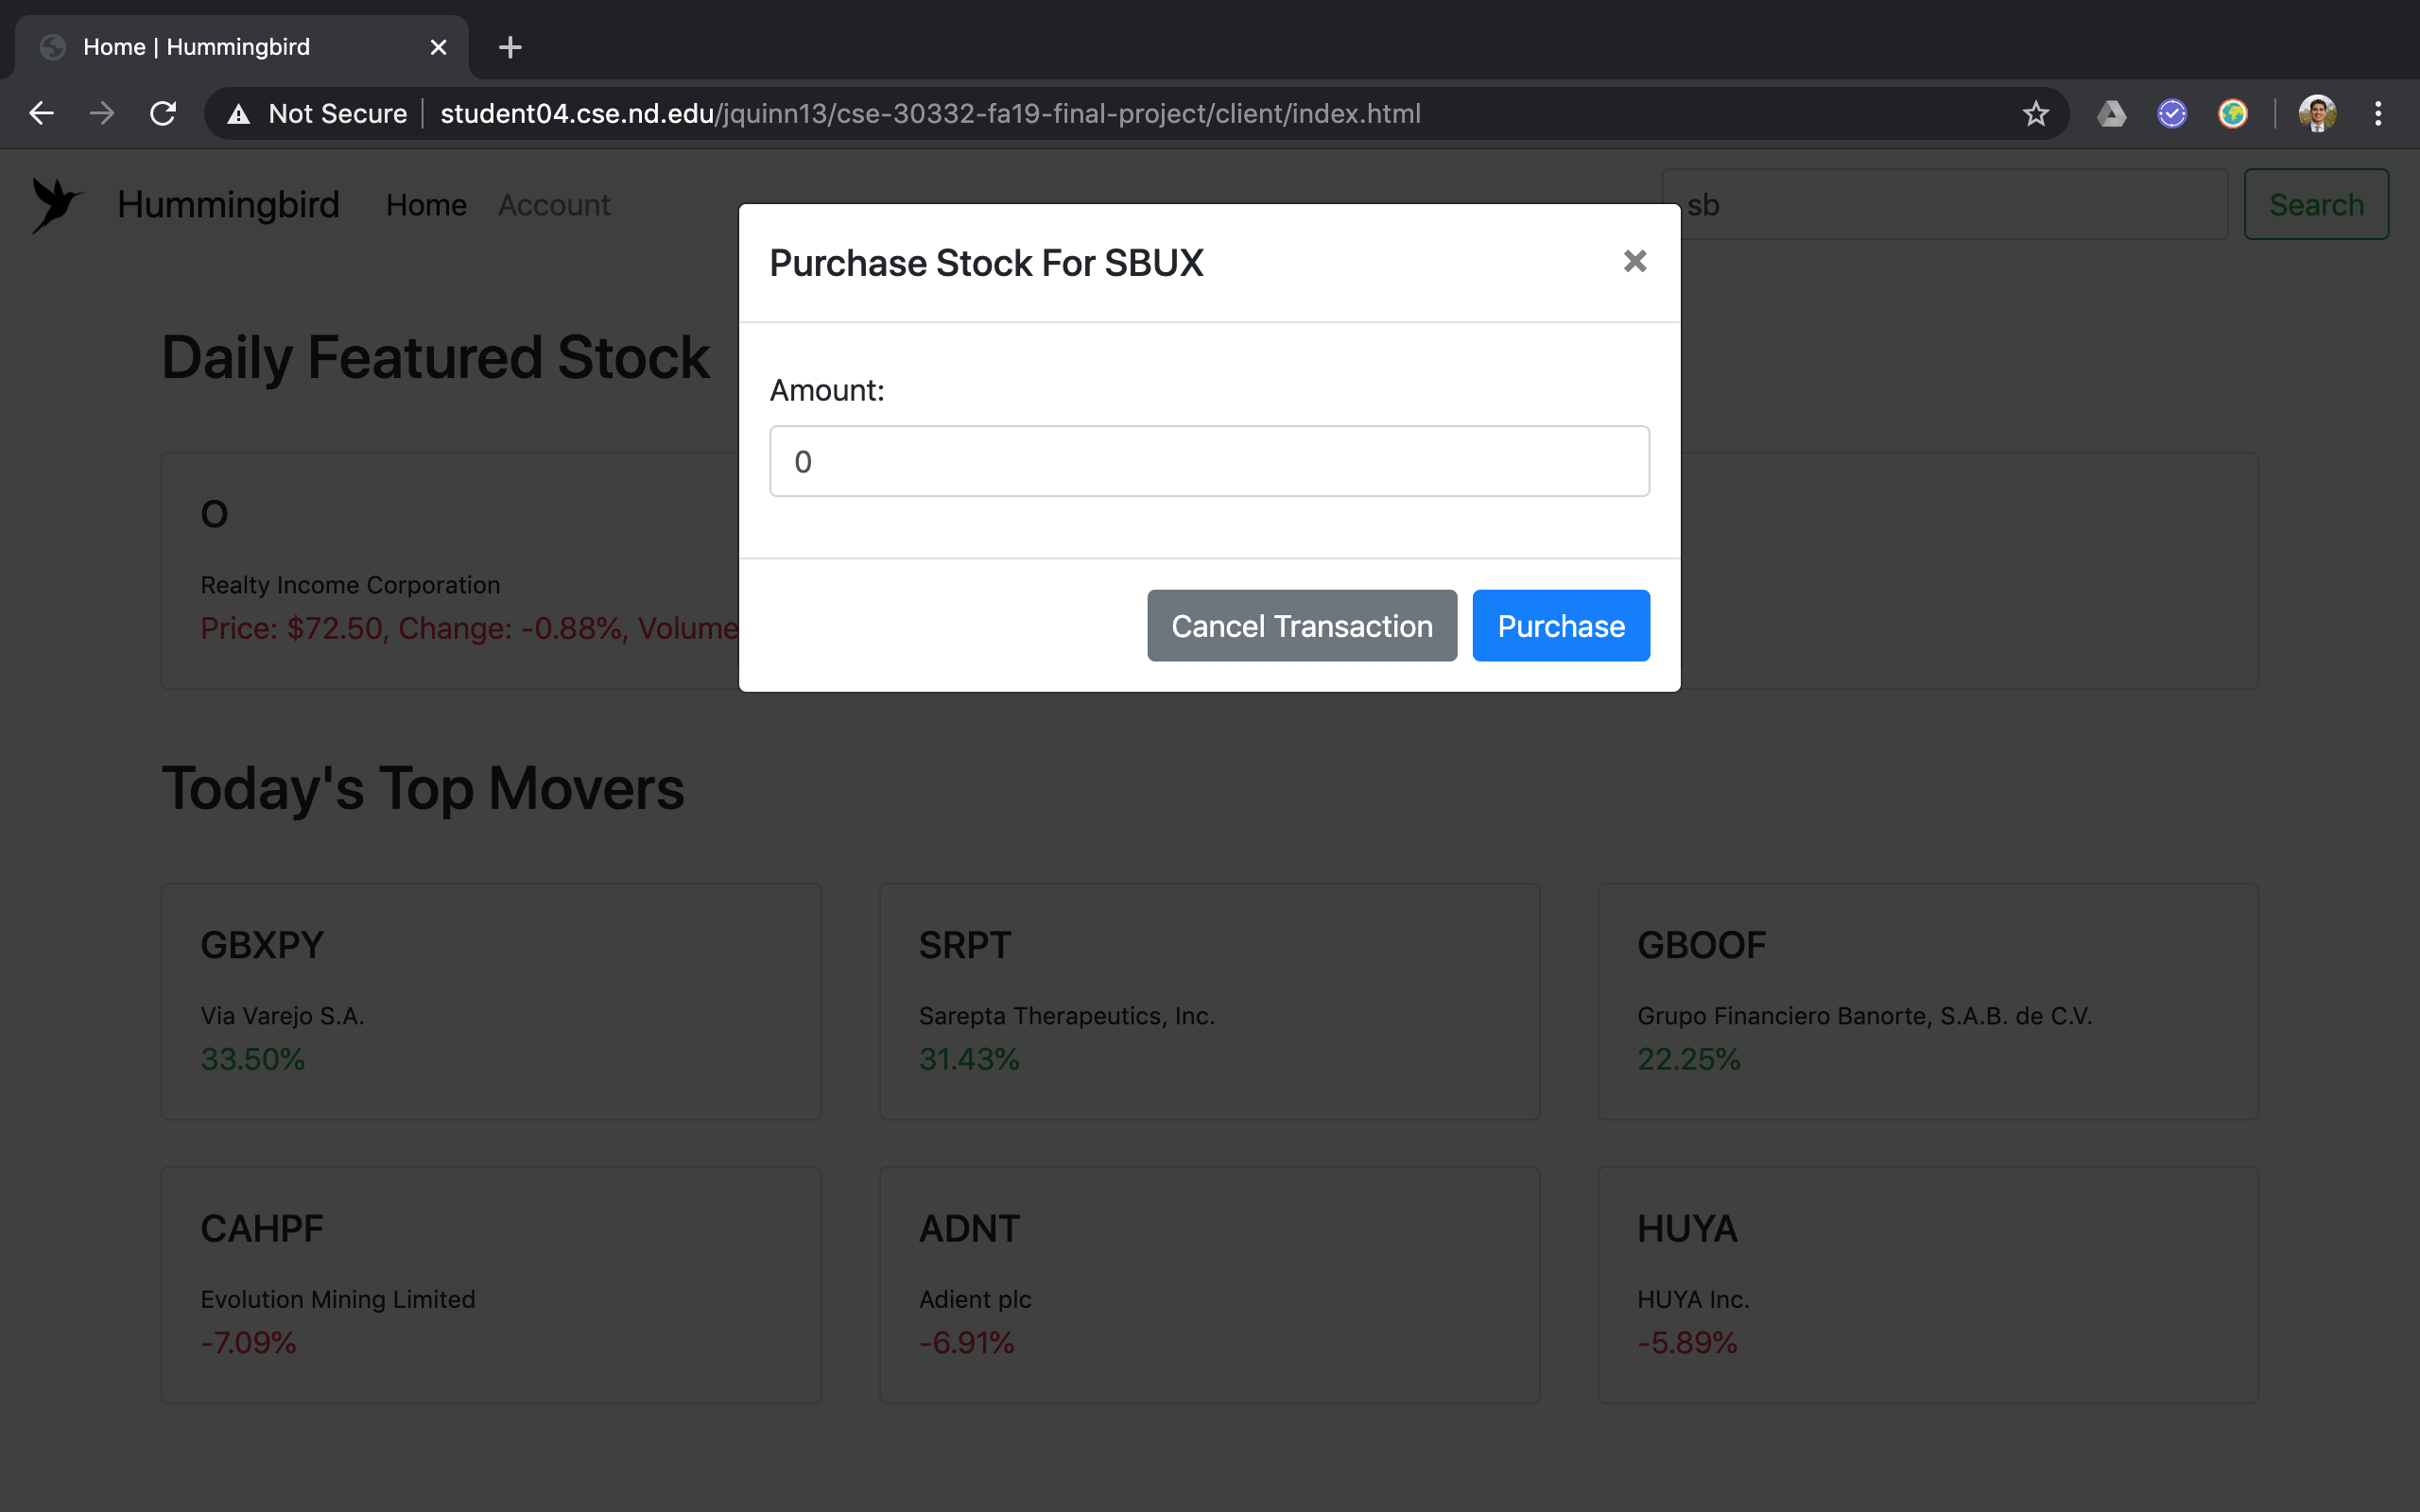 Home | Hummingbird
Not Secure student04.cse.nd.edu/jquinn13/cse-30332-fa19-final-project/client/index.html
Hummingbird Home Account sb Search
Purchase Stock For SBUX
Amount:
0
Cancel Transaction Purchase
Daily Featured Stock
O
Realty Income Corporation
Price: $72.50, Change: -0.88%, Volume
Today's Top Movers
GBXPY
Via Varejo S.A.
33.50%
SRPT
Sarepta Therapeutics, Inc.
31.43%
GBOOF
Grupo Financiero Banorte, S.A.B. de C.V.
22.25%
CAHPF
Evolution Mining Limited
-7.09%
ADNT
Adient plc
-6.91%
HUYA
HUYA Inc.
-5.89%